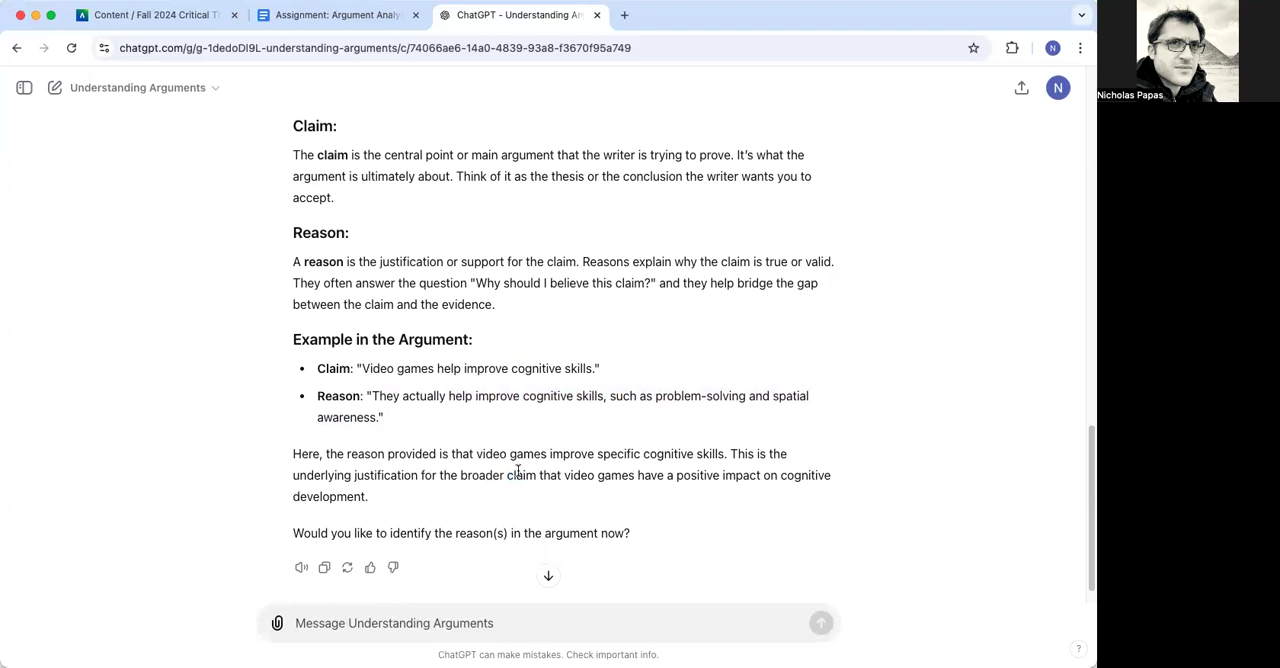 Content / Fall 2024 Critical T
Assignment: Argument Analys
ChatGPT - Understanding Ar
chatgpt.com/g/g-1dedoDl9L-understanding-arguments/c/74066ae6-14a0-4839-93a8-f3670f95a749
N
Understanding Arguments
N
Nicholas Papas
Claim:
The claim is the central point or main argument that the writer is trying to prove. It's what the
argument is ultimately about. Think of it as the thesis or the conclusion the writer wants you to
accept.
Reason:
A reason is the justification or support for the claim. Reasons explain why the claim is true or valid.
They often answer the question "Why should I believe this claim?" and they help bridge the gap
between the claim and the evidence.
Example in the Argument:
• Claim: "Video games help improve cognitive skills."
• Reason: "They actually help improve cognitive skills, such as problem-solving and spatial
awareness."
Here, the reason provided is that video games improve specific cognitive skills. This is the
underlying justification for the broader claim that video games have a positive impact on cognitive
development.
Would you like to identify the reason(s) in the argument now?
Message Understanding Arguments
ChatGPT can make mistakes. Check important info.
?